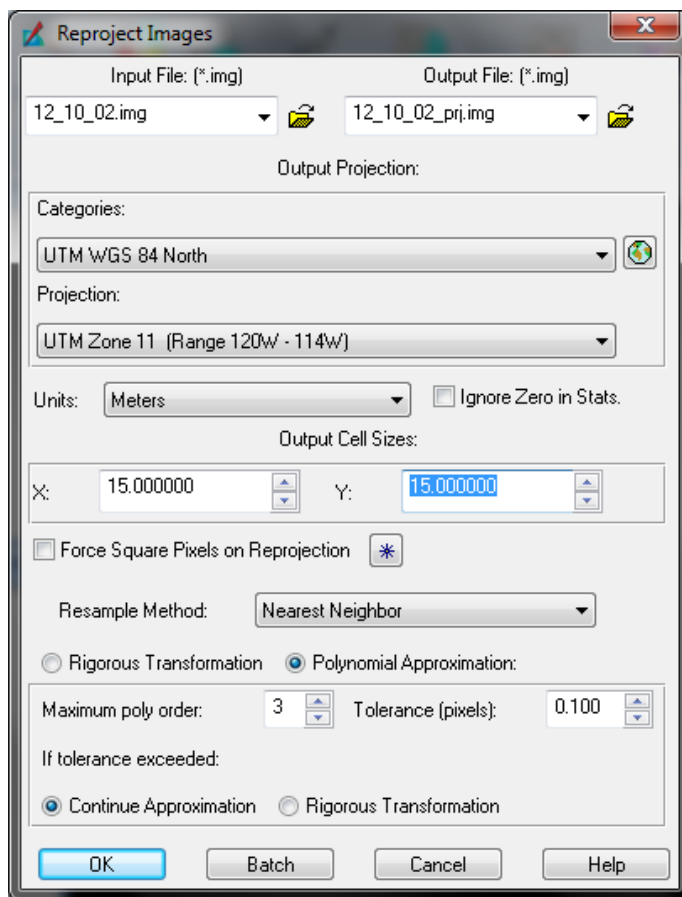 Reproject Images
Input File: (*.img) Output File: (*.img)
12_10_02.img 12_10_02_prj.img
Output Projection:
Categories:
UTM WGS 84 North
Projection:
UTM Zone 11 (Range 120W - 114W)
Units: Meters Ignore Zero in Stats.
Output Cell Sizes:
X: 15.000000 Y: 15.000000
Force Square Pixels on Reprojection
Resample Method: Nearest Neighbor
Rigorous Transformation Polynomial Approximation:
Maximum poly order: 3 Tolerance (pixels): 0.100
If tolerance exceeded:
Continue Approximation Rigorous Transformation
OK Batch Cancel Help